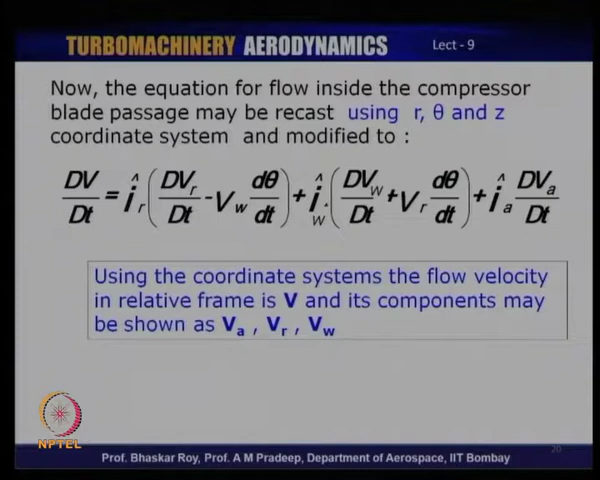 TURBOMACHINERY AERODYNAMICS Lect - 9
Now, the equation for flow inside the compressor
blade passage may be recast using r, θ and z
coordinate system and modified to :
DV/Dt = î_r (DV_r/Dt - V_w dθ/dt) + î_w (DV_w/Dt + V_r dθ/dt) + î_a DV_a/Dt
Using the coordinate systems the flow velocity
in relative frame is V and its components may
be shown as V_a , V_r , V_w
NPTEL
Prof. Bhaskar Roy, Prof. A M Pradeep, Department of Aerospace, IIT Bombay
20